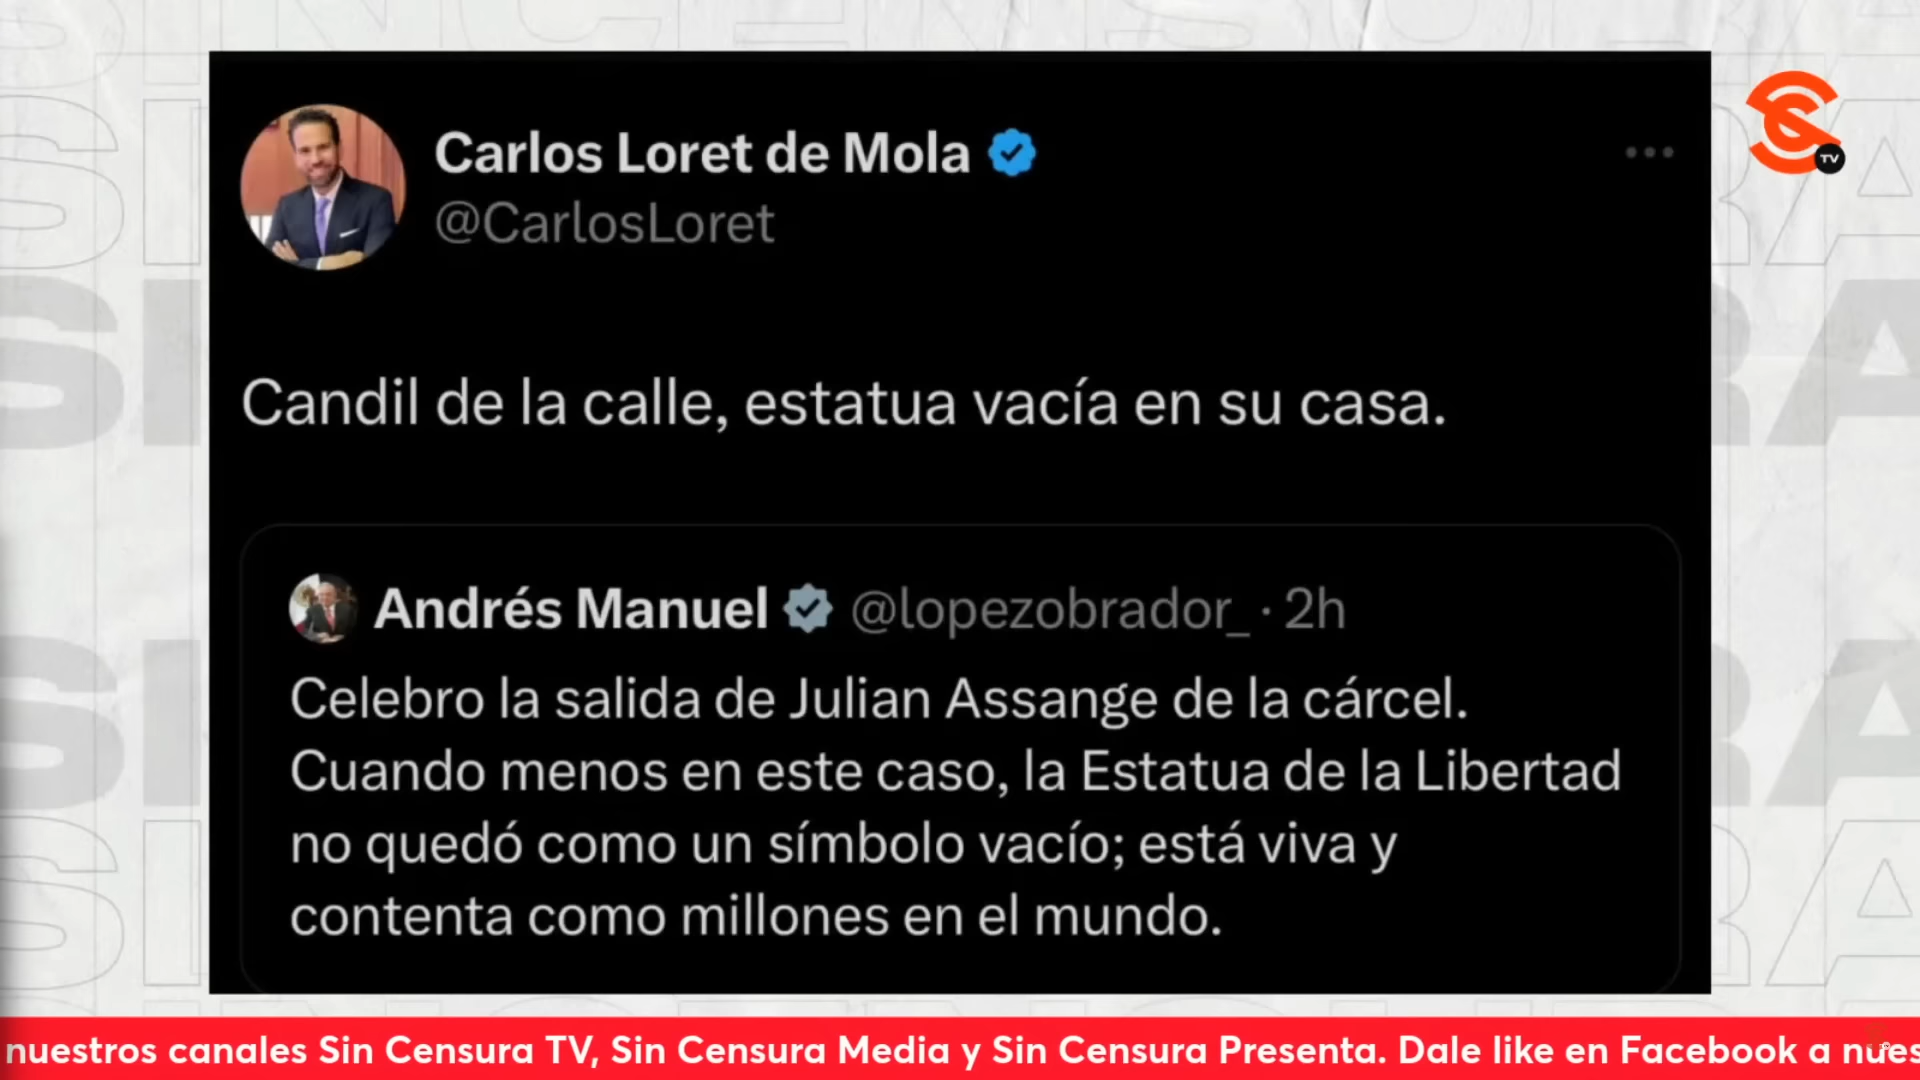 Carlos Loret de Mola
@CarlosLoret
TV
Candil de la calle, estatua vacía en su casa.
Andrés Manuel @lopezobrador_ · 2h
Celebro la salida de Julian Assange de la cárcel.
Cuando menos en este caso, la Estatua de la Libertad
no quedó como un símbolo vacío; está viva y
contenta como millones en el mundo.
nuestros canales Sin Censura TV, Sin Censura Media y Sin Censura Presenta. Dale like en Facebook a nues